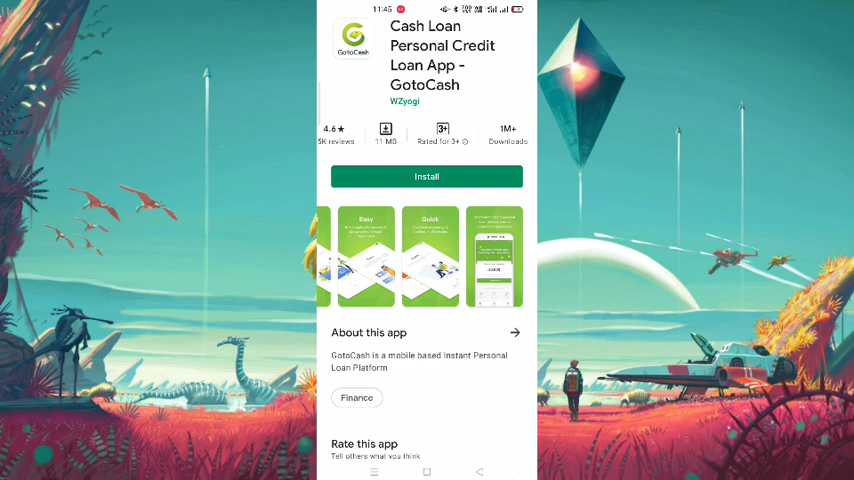 11:45
Cash Loan
Personal Credit
Loan App -
GotoCash
GotoCash
WZyogi
4.6★
5K reviews
11 MB
3+
Rated for 3+
1M+
Downloads
Install
Easy
Quick
About this app
GotoCash is a mobile based Instant Personal
Loan Platform
Finance
Rate this app
Tell others what you think